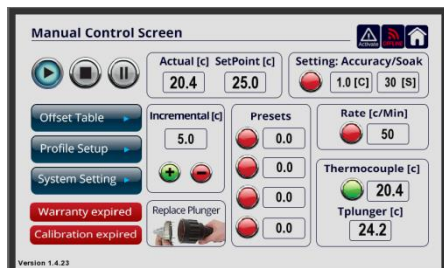 Manual Control Screen
Activate
OFFLINE
Actual [c] SetPoint [c]
20.4 25.0
Setting: Accuracy/Soak
1.0 [C] 30 [S]
Offset Table
Profile Setup
System Setting
Warranty expired
Calibration expired
Incremental [c]
5.0
Replace Plunger
Presets
0.0
0.0
0.0
0.0
Rate [c/Min]
50
Thermocouple [c]
20.4
Tplunger [c]
24.2
Version 1.4.23